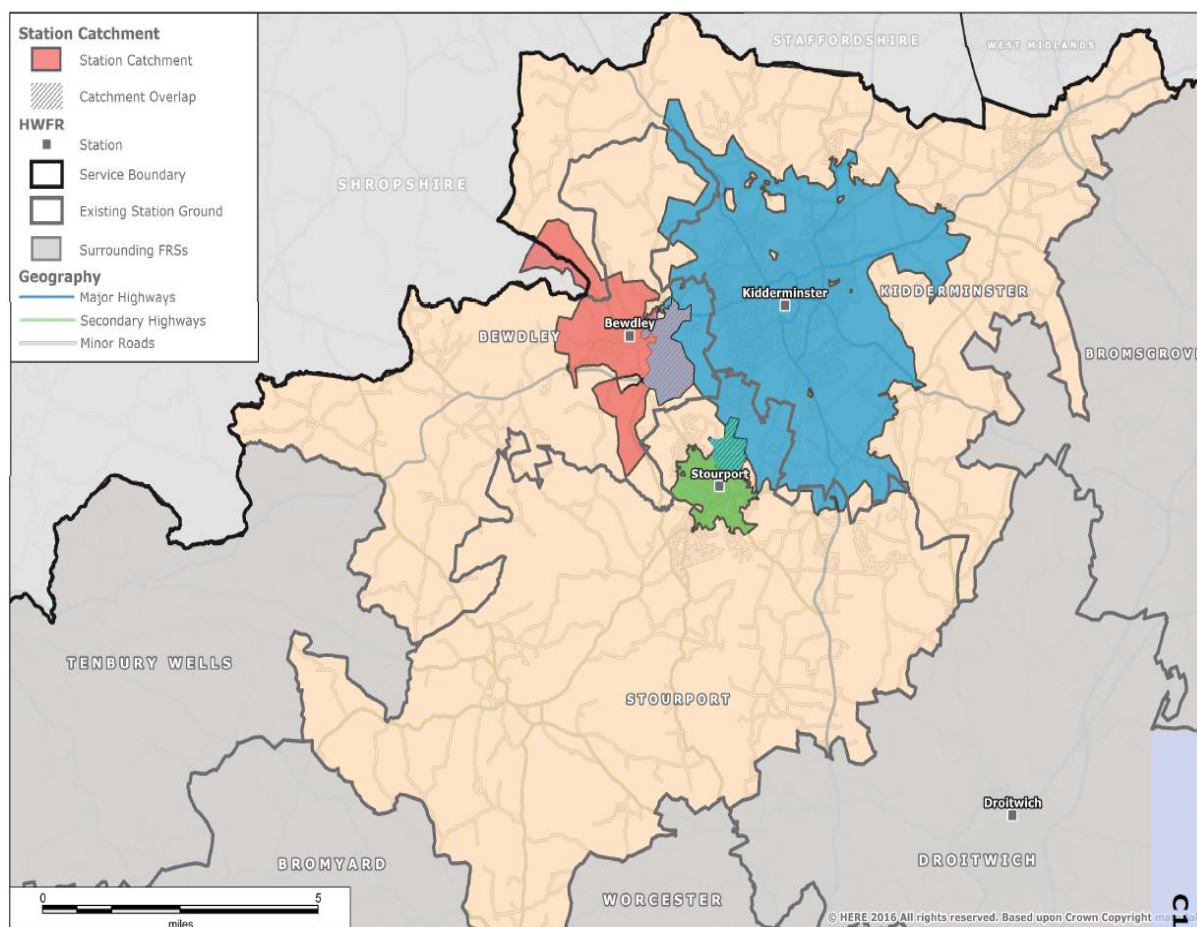 Station Catchment
Station Catchment
Catchment Overlap
HWFR
Station
Service Boundary
Existing Station Ground
Surrounding FRSs
Geography
Major Highways
Secondary Highways
Minor Roads
STAFFORDSHIRE
WEST MIDLANDS
SHROPSHIRE
Kidderminster
KIDDERMINSTER
Bewdley
BEWDLEY
BROMSGROVE
Stourport
TENBURY WELLS
STOURPORT
Droitwich
DROITWICH
BROMYARD
WORCESTER
0 5
miles
© HERE 2016 All rights reserved. Based upon Crown Copyright
C1